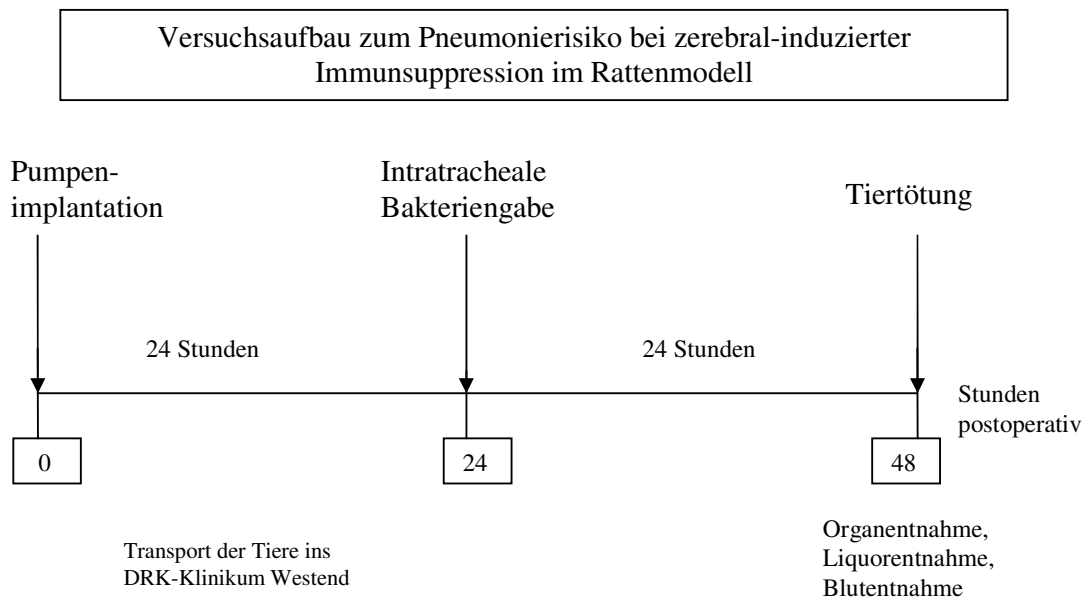 Versuchsaufbau zum Pneumonierisiko bei zerebral-induzierter
Immunsuppression im Rattenmodell
Pumpen-
implantation
Intratracheale
Bakteriengabe
Tiertötung
24 Stunden
24 Stunden
Stunden
postoperativ
0
24
48
Transport der Tiere ins
DRK-Klinikum Westend
Organentnahme,
Liquorentnahme,
Blutentnahme